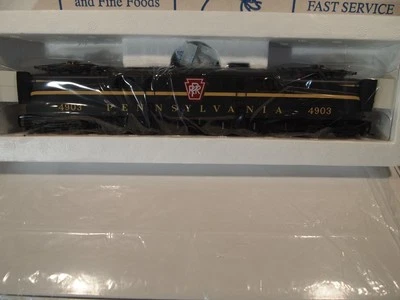 and Fine Foods
FAST SERVICE
PRR
4903 PENNSYLVANIA 4903